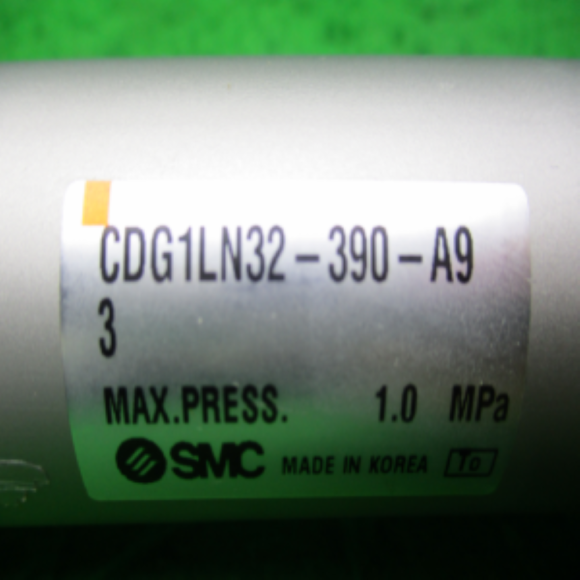 CDG1LN32-390-A9
3
MAX.PRESS. 1.0 MPa
SMC MADE IN KOREA